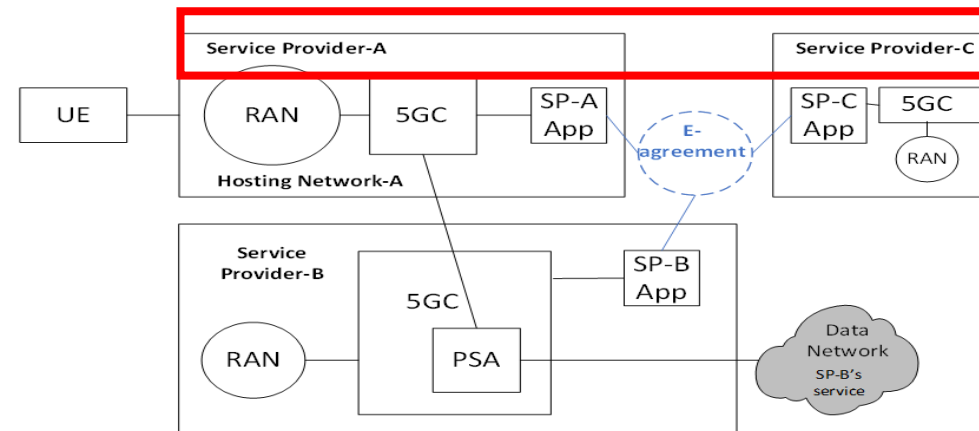 Service Provider-A
Service Provider-C
UE
RAN
5GC
SP-A
App
E-
agreement
SP-C
App
5GC
RAN
Hosting Network-A
Service
Provider-B
SP-B
App
5GC
RAN
PSA
Data
Network
SP-B's
service